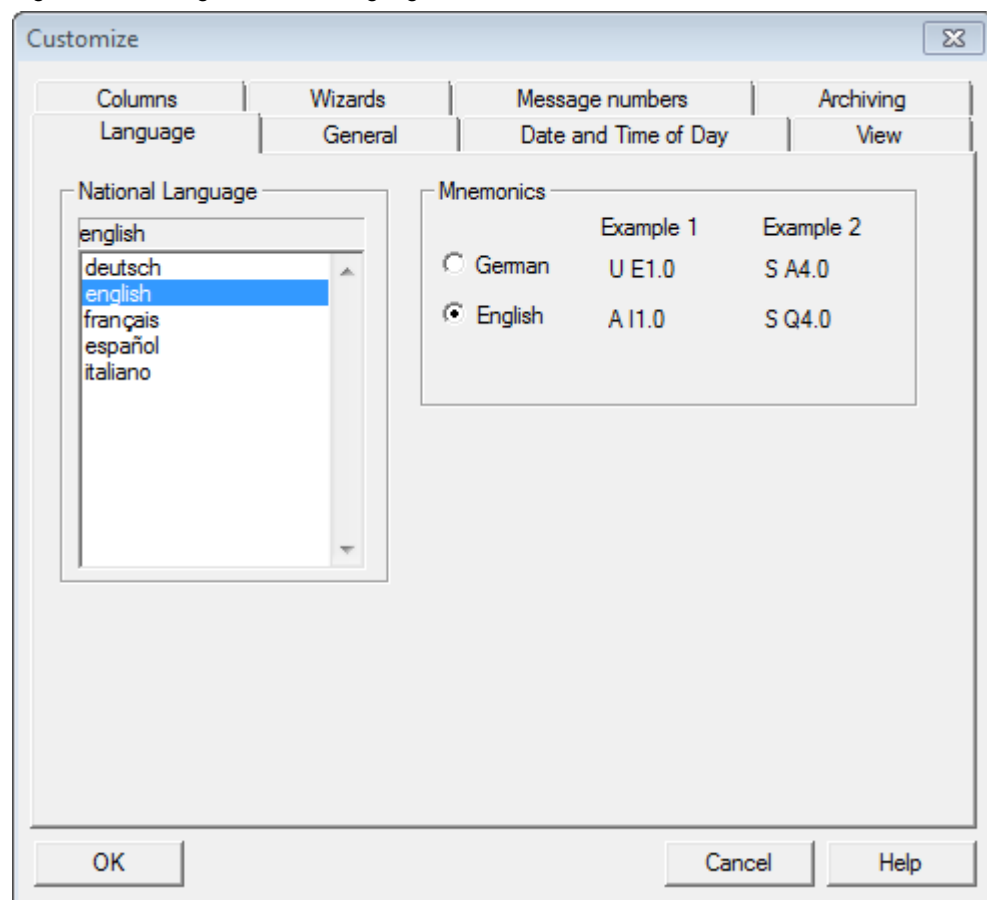 Customize
Columns Wizards Message numbers Archiving
Language General Date and Time of Day View
National Language
english
deutsch
english
français
español
italiano
Mnemonics
Example 1 Example 2
German U E1.0 S A4.0
English A I1.0 S Q4.0
OK Cancel Help